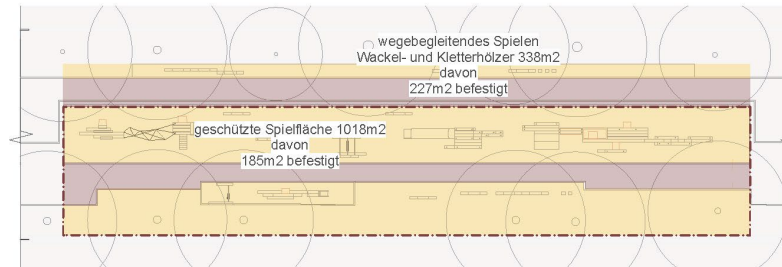 wegebegleitendes Spielen
Wackel- und Kletterhölzer 338m2
davon
227m2 befestigt
geschützte Spielfläche 1018m2
davon
185m2 befestigt